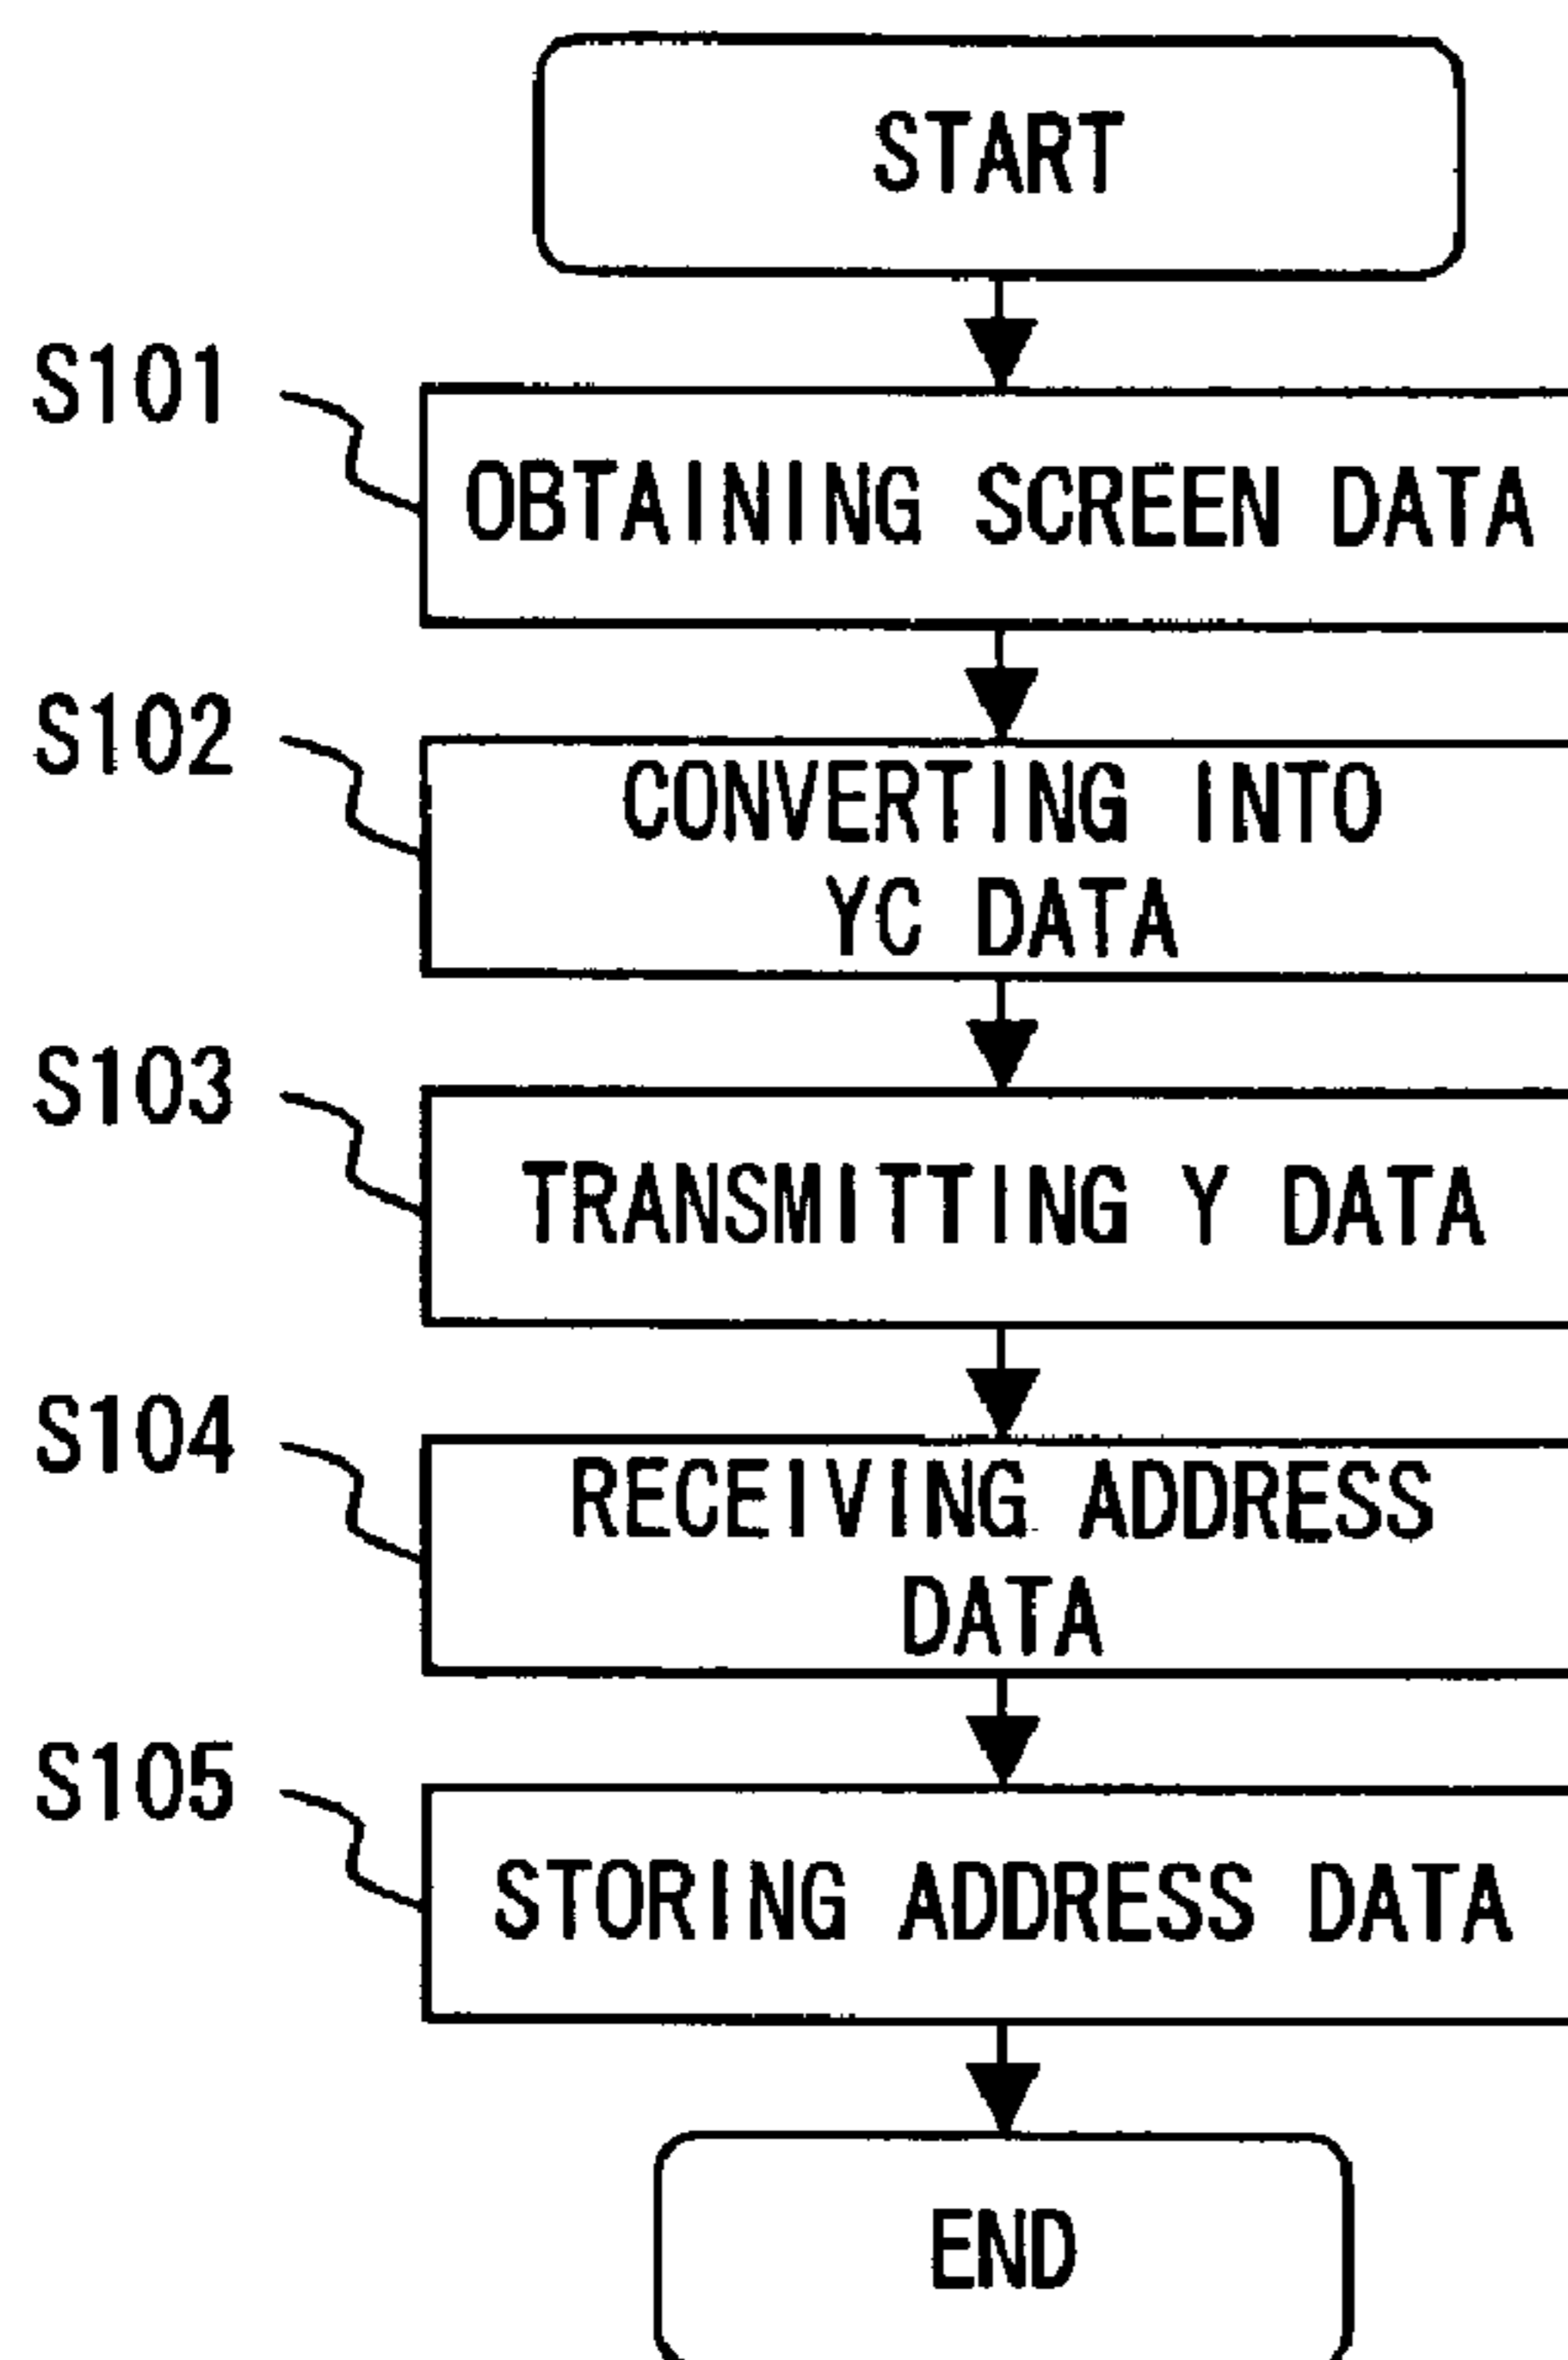 START
S101
OBTAINING SCREEN DATA
S102
CONVERTING INTO
YC DATA
S103
TRANSMITTING Y DATA
S104
RECEIVING ADDRESS
DATA
S105
STORING ADDRESS DATA
END